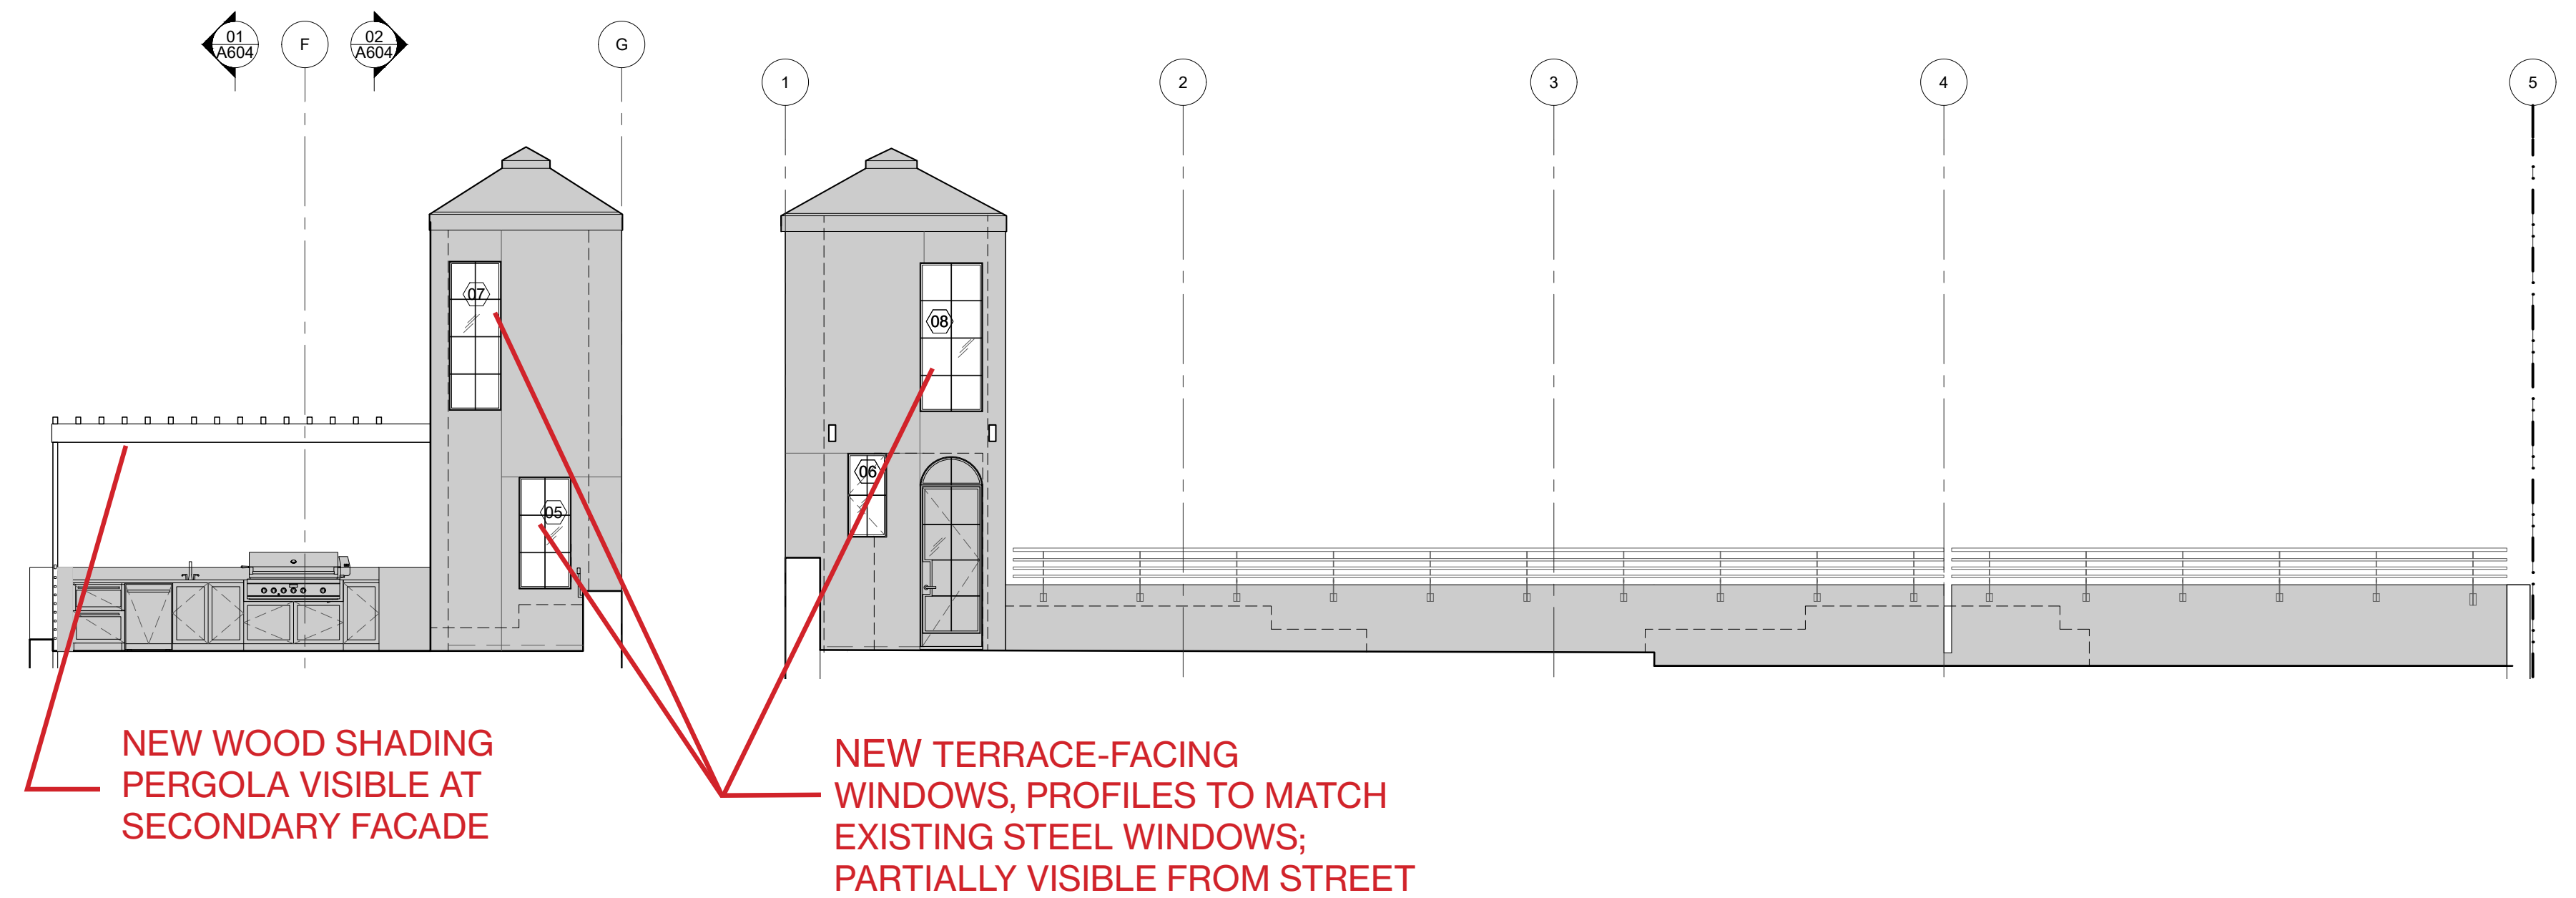 01
A604
F
02
A604
G
1
2
3
4
5
07
08
06
05
NEW WOOD SHADING
PERGOLA VISIBLE AT
SECONDARY FACADE
NEW TERRACE-FACING
WINDOWS, PROFILES TO MATCH
EXISTING STEEL WINDOWS;
PARTIALLY VISIBLE FROM STREET